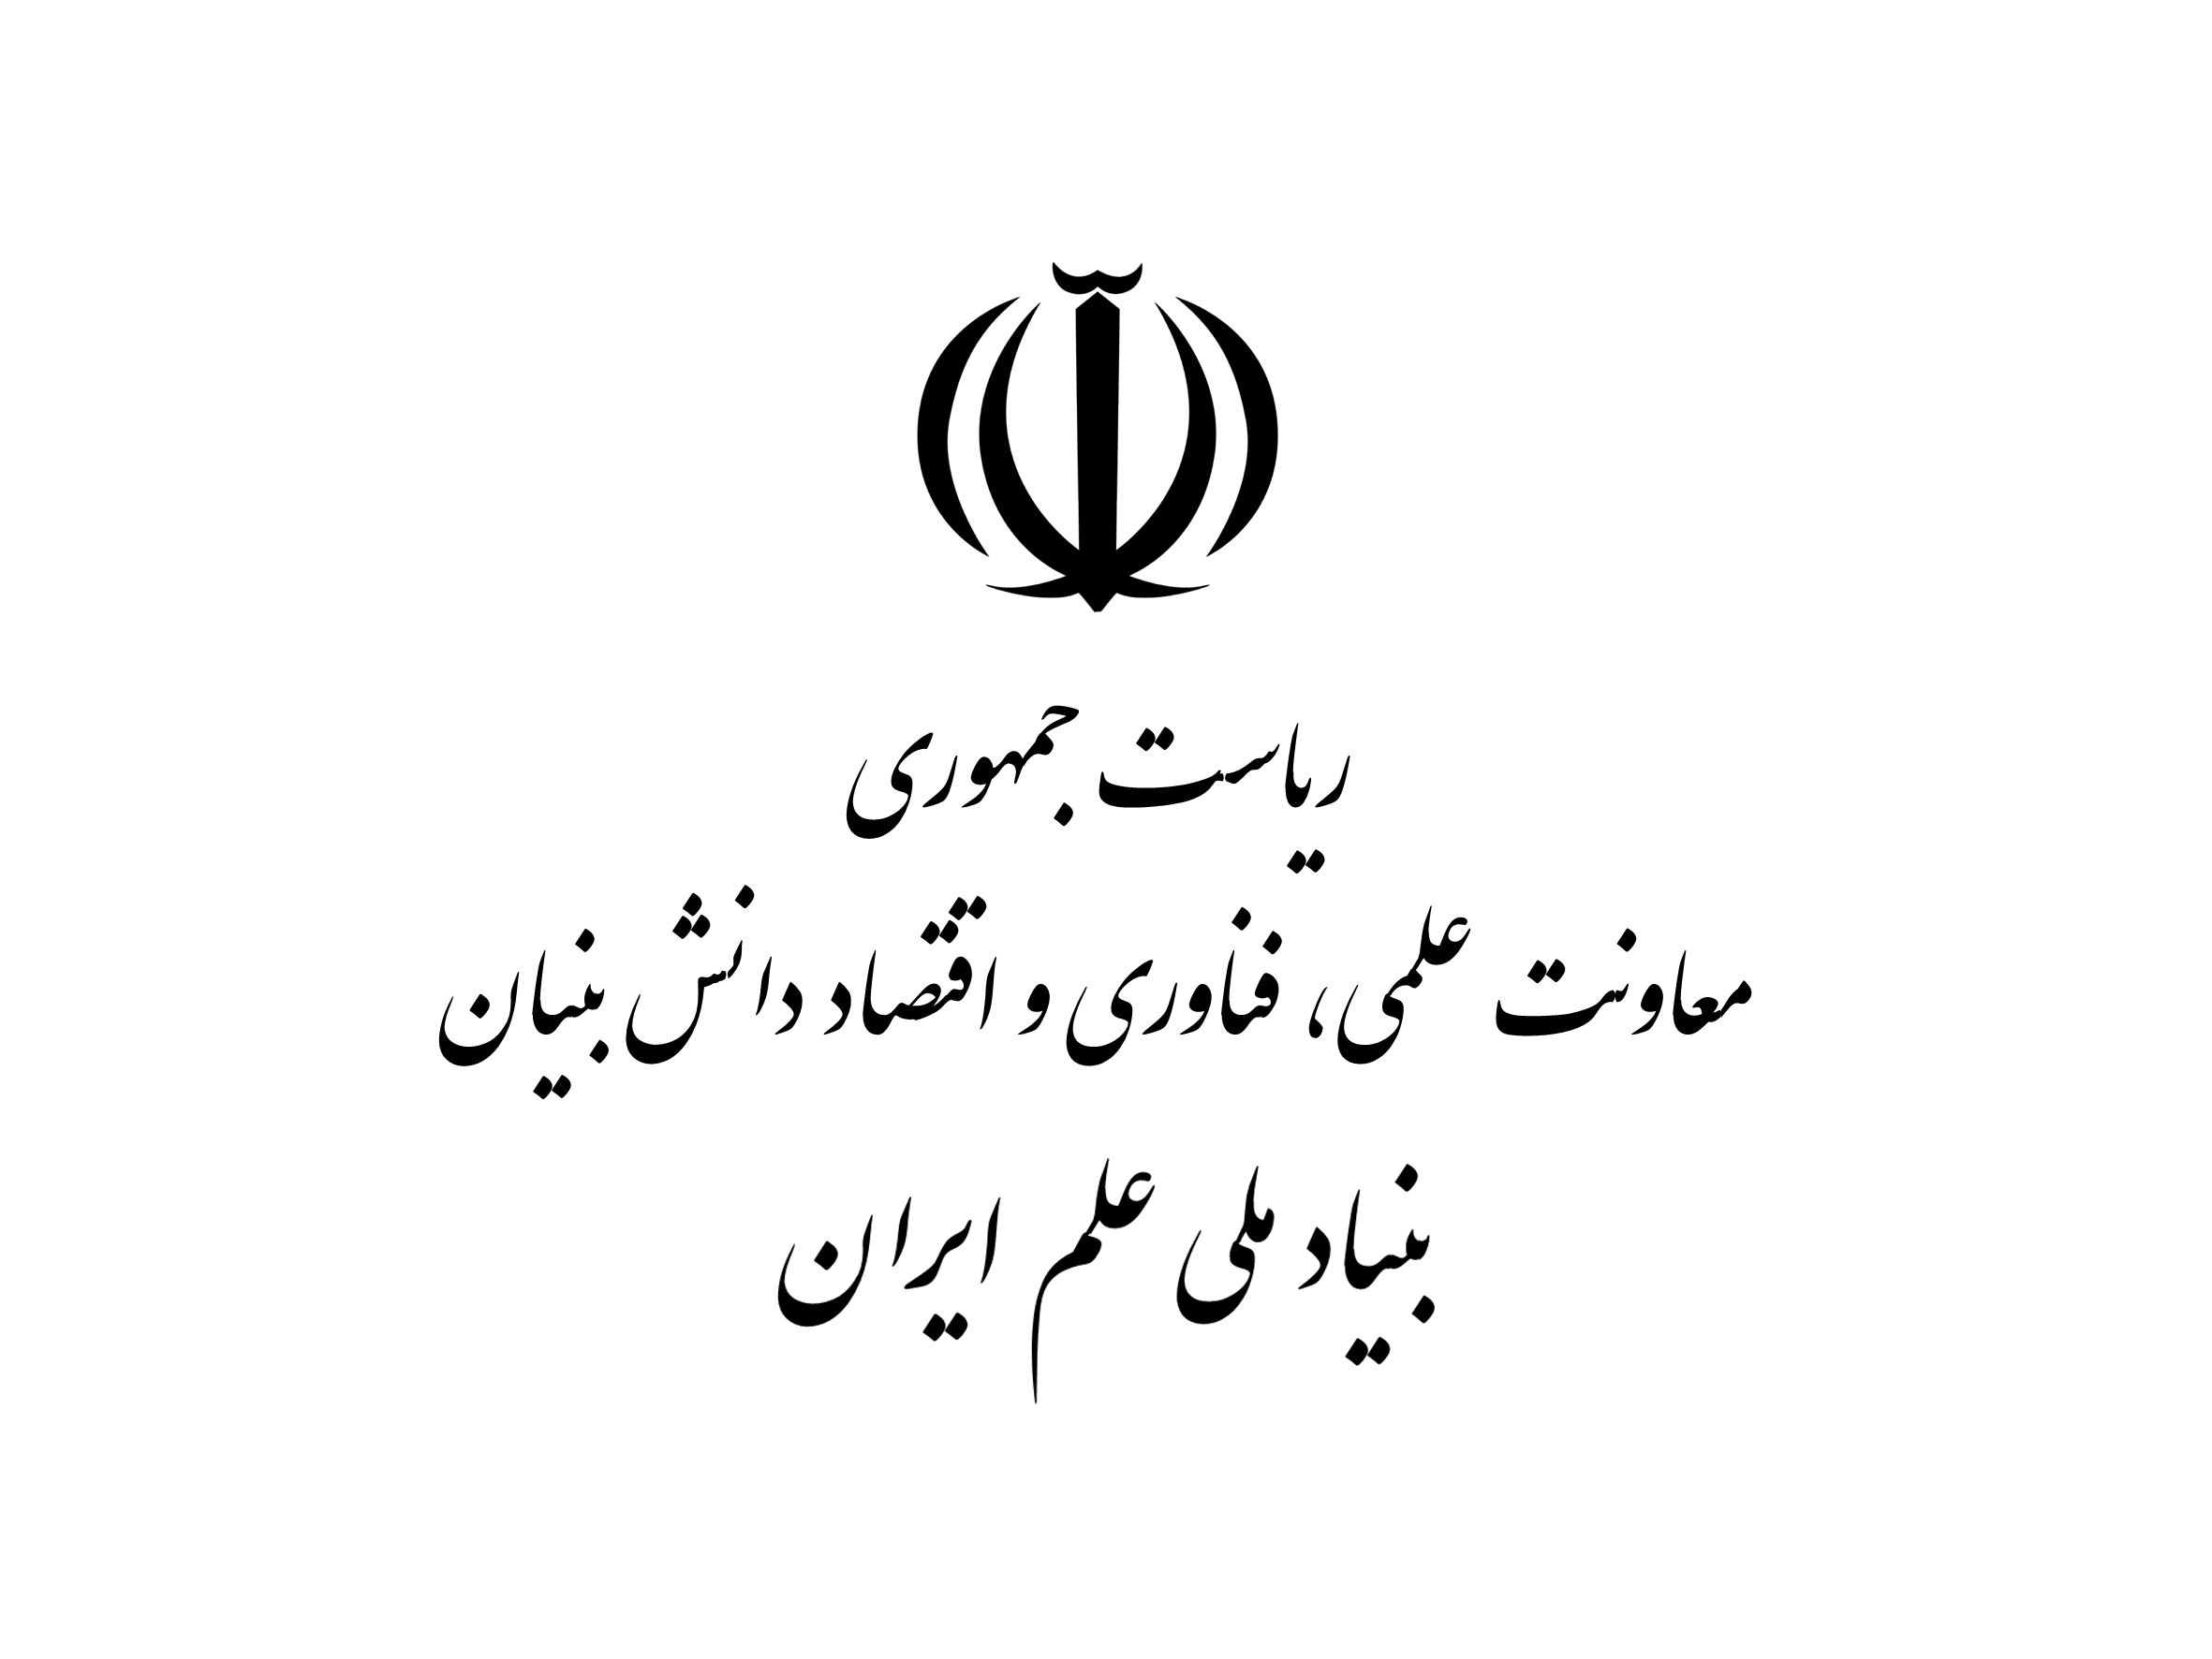 ریاست جمهوری
معاونت علمی، فناوری و اقتصاد دانش بنیان
بنیاد ملی علم ایران